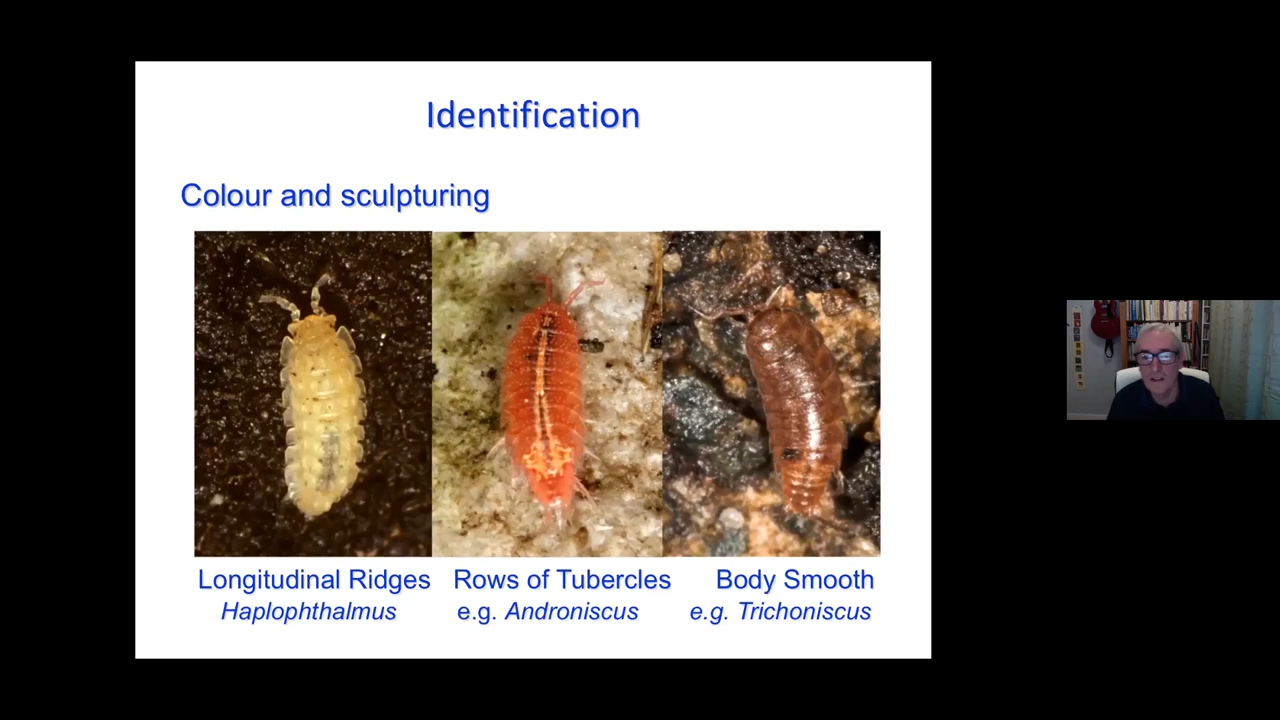 Identification
Colour and sculpturing
Longitudinal Ridges Rows of Tubercles Body Smooth
Haplophthalmus e.g. Androniscus e.g. Trichoniscus